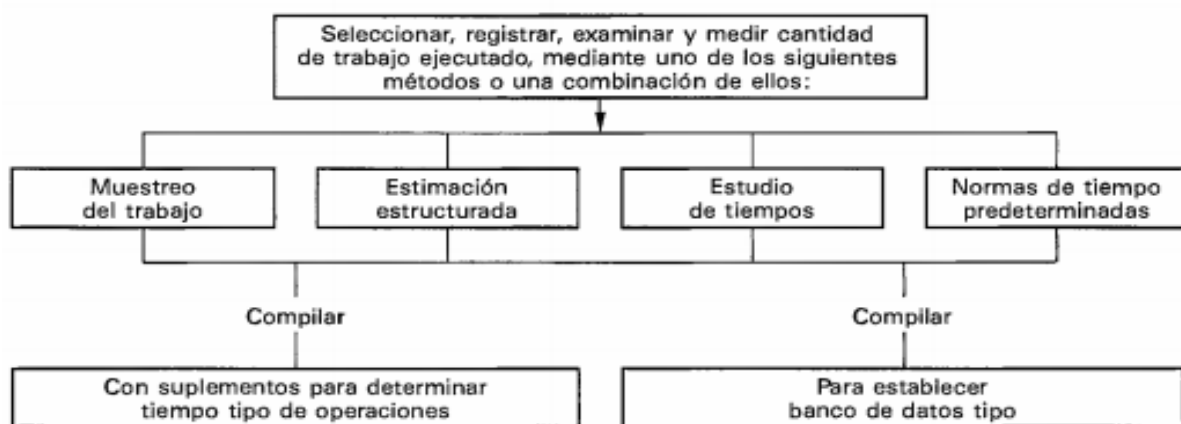 Seleccionar, registrar, examinar y medir cantidad
de trabajo ejecutado, mediante uno de los siguientes
métodos o una combinación de ellos:
Muestreo
del trabajo
Estimación
estructurada
Estudio
de tiempos
Normas de tiempo
predeterminadas
Compilar
Compilar
Con suplementos para determinar
tiempo tipo de operaciones
Para establecer
banco de datos tipo